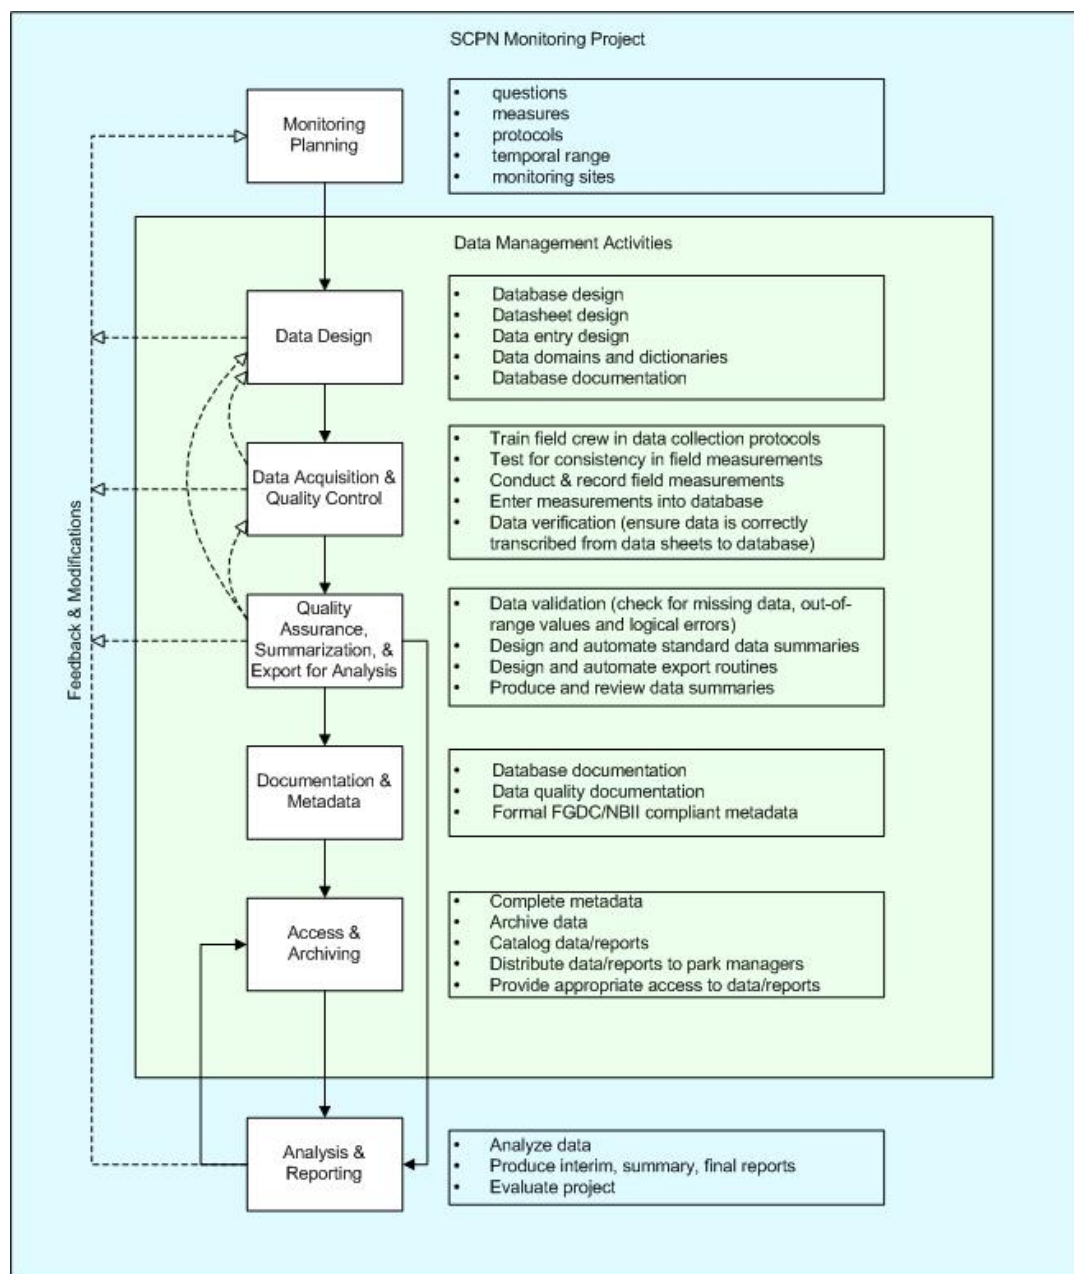 SCPN Monitoring Project
Monitoring
Planning
• questions
• measures
• protocols
• temporal range
• monitoring sites
Data Management Activities
Data Design
• Database design
• Datasheet design
• Data entry design
• Data domains and dictionaries
• Database documentation
Data Acquisition &
Quality Control
• Train field crew in data collection protocols
• Test for consistency in field measurements
• Conduct & record field measurements
• Enter measurements into database
• Data verification (ensure data is correctly
transcribed from data sheets to database)
Feedback & Modifications
Quality
Assurance,
Summarization, &
Export for Analysis
• Data validation (check for missing data, out-of-
range values and logical errors)
• Design and automate standard data summaries
• Design and automate export routines
• Produce and review data summaries
Documentation &
Metadata
• Database documentation
• Data quality documentation
• Formal FGDC/NBII compliant metadata
Access &
Archiving
• Complete metadata
• Archive data
• Catalog data/reports
• Distribute data/reports to park managers
• Provide appropriate access to data/reports
Analysis &
Reporting
• Analyze data
• Produce interim, summary, final reports
• Evaluate project